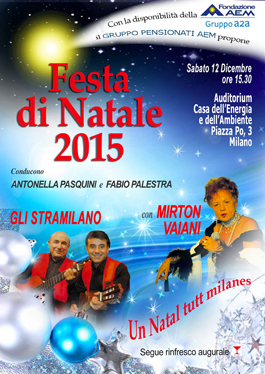 Con la disponibilità della
Fondazione
AEM
Gruppo a2a
il GRUPPO PENSIONATI AEM propone
Festa
di Natale
2015
Sabato 12 Dicembre
ore 15.30
Auditorium
Casa dell'Energia
e dell'Ambiente
Piazza Po, 3
Milano
Conducono
ANTONELLA PASQUINI e FABIO PALESTRA
GLI STRAMILANO
con MIRTON
VAIANI
Un Natal tutt milanes
Segue rinfresco augurale